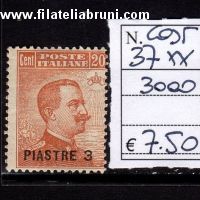 www.filateliabruni.com
N. COST
37 xx
3000
€ 7.50
Cent POSTE 20
ITALIANE
PIASTRE 3